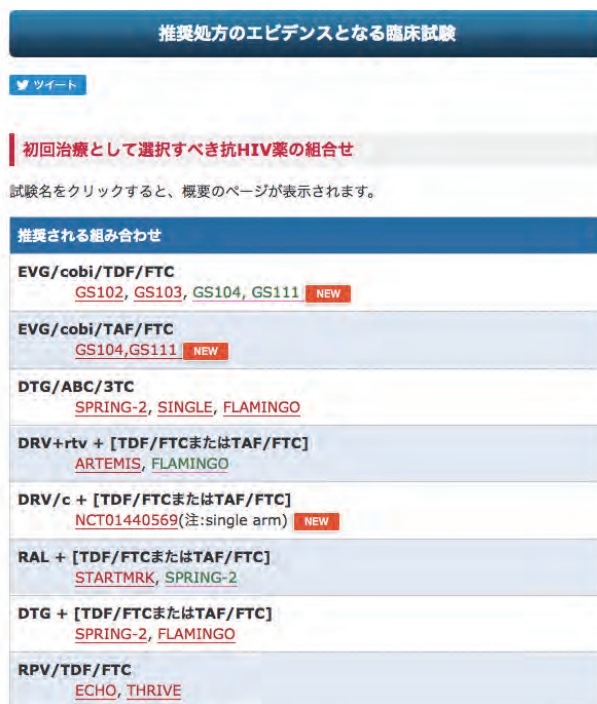 推奨処方のエビデンスとなる臨床試験
ツイート
初回治療として選択すべき抗HIV薬の組合せ
試験名をクリックすると、概要のページが表示されます。
推奨される組み合わせ
EVG/cobi/TDF/FTC
GS102, GS103, GS104, GS111 NEW
EVG/cobi/TAF/FTC
GS104,GS111 NEW
DTG/ABC/3TC
SPRING-2, SINGLE, FLAMINGO
DRV+rtv + [TDF/FTCまたはTAF/FTC]
ARTEMIS, FLAMINGO
DRV/c + [TDF/FTCまたはTAF/FTC]
NCT01440569(注:single arm) NEW
RAL + [TDF/FTCまたはTAF/FTC]
STARTMRK, SPRING-2
DTG + [TDF/FTCまたはTAF/FTC]
SPRING-2, FLAMINGO
RPV/TDF/FTC
ECHO, THRIVE